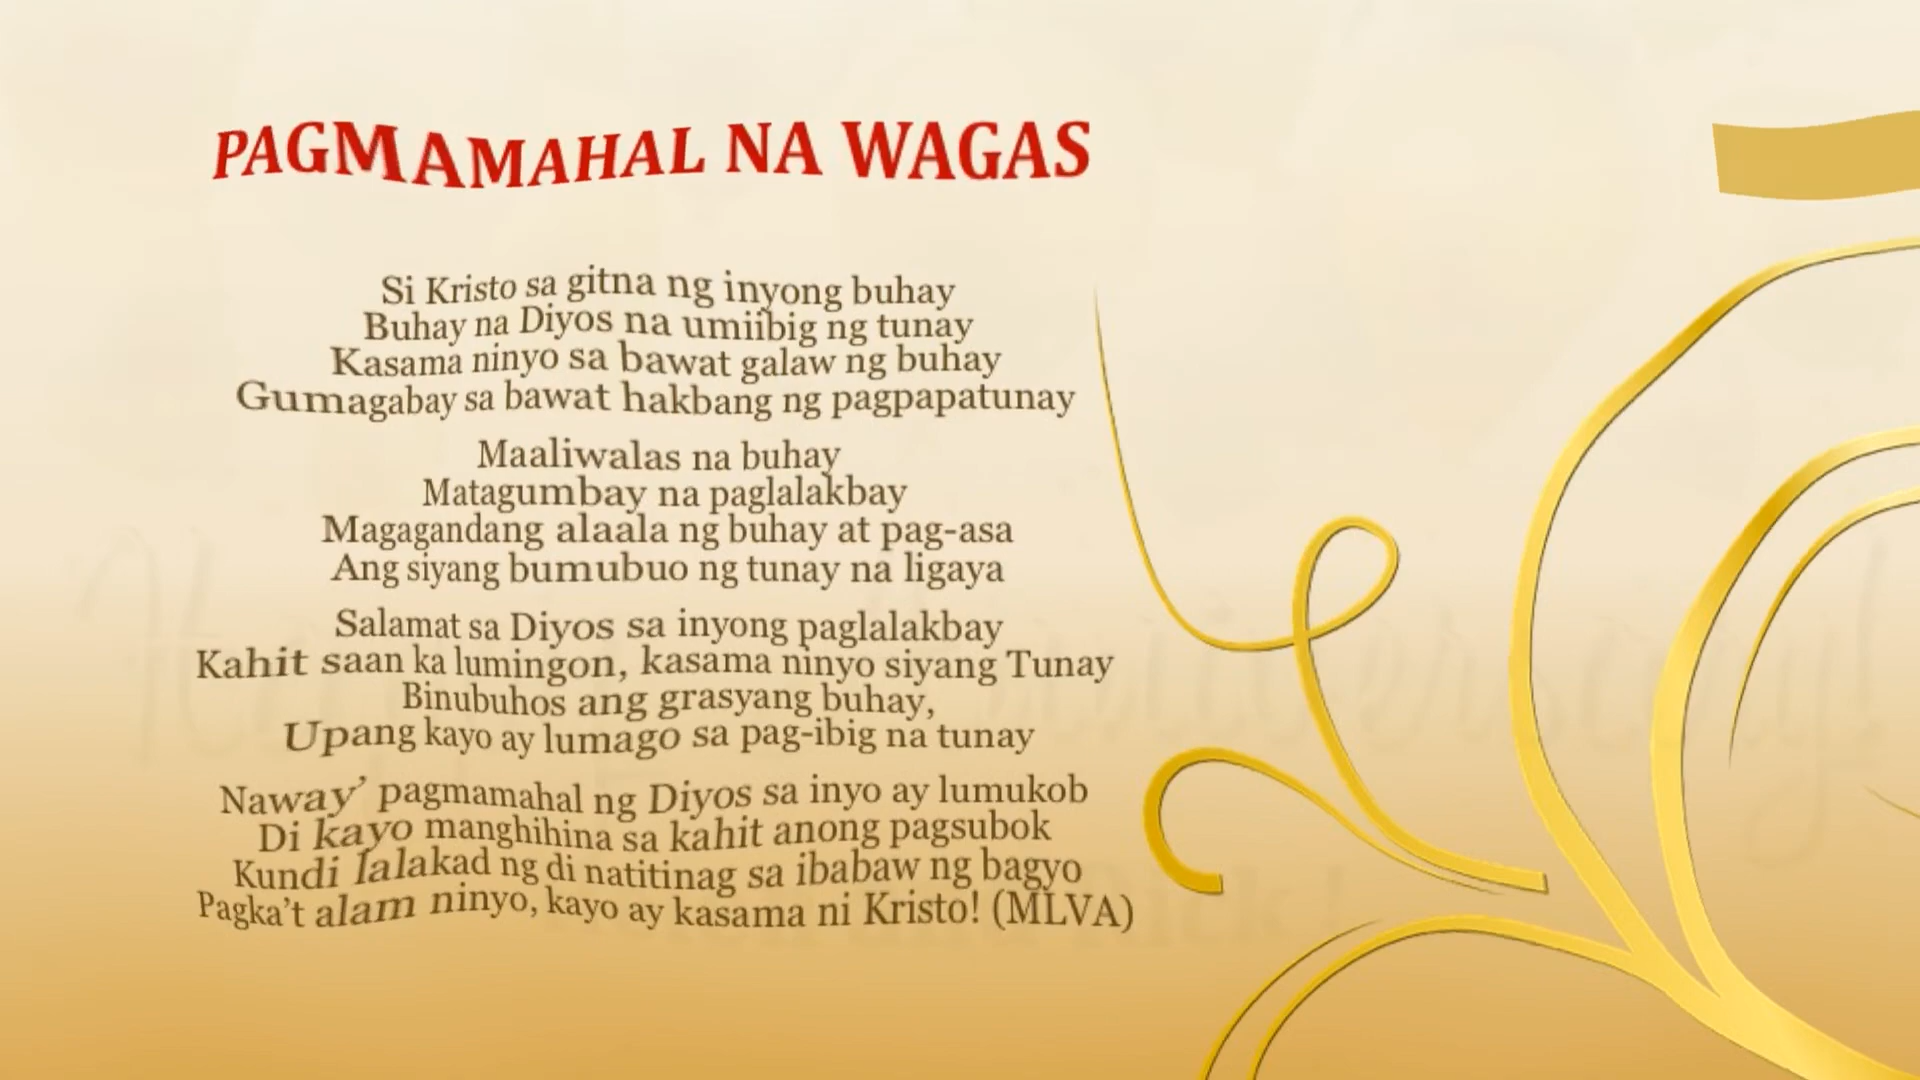 PAGMAMAHAL NA WAGAS
Si Kristo sa gitna ng inyong buhay
Buhay na Diyos na umiibig ng tunay
Kasama ninyo sa bawat galaw ng buhay
Gumagabay sa bawat hakbang ng pagpapatunay
Maaliwalas na buhay
Matagumbay na paglalakbay
Magagandang alaala ng buhay at pag-asa
Ang siyang bumubuo ng tunay na ligaya
Salamat sa Diyos sa inyong paglalakbay
Kahit saan ka lumingon, kasama ninyo siyang Tunay
Binubuhos ang grasyang buhay,
Upang kayo ay lumago sa pag-ibig na tunay
Naway’ pagmamahal ng Diyos sa inyo ay lumukob
Di kayo manghihina sa kahit anong pagsubok
Kundi lalakad ng di natitinag sa ibabaw ng bagyo
Pagka’t alam ninyo, kayo ay kasama ni Kristo! (MLVA)